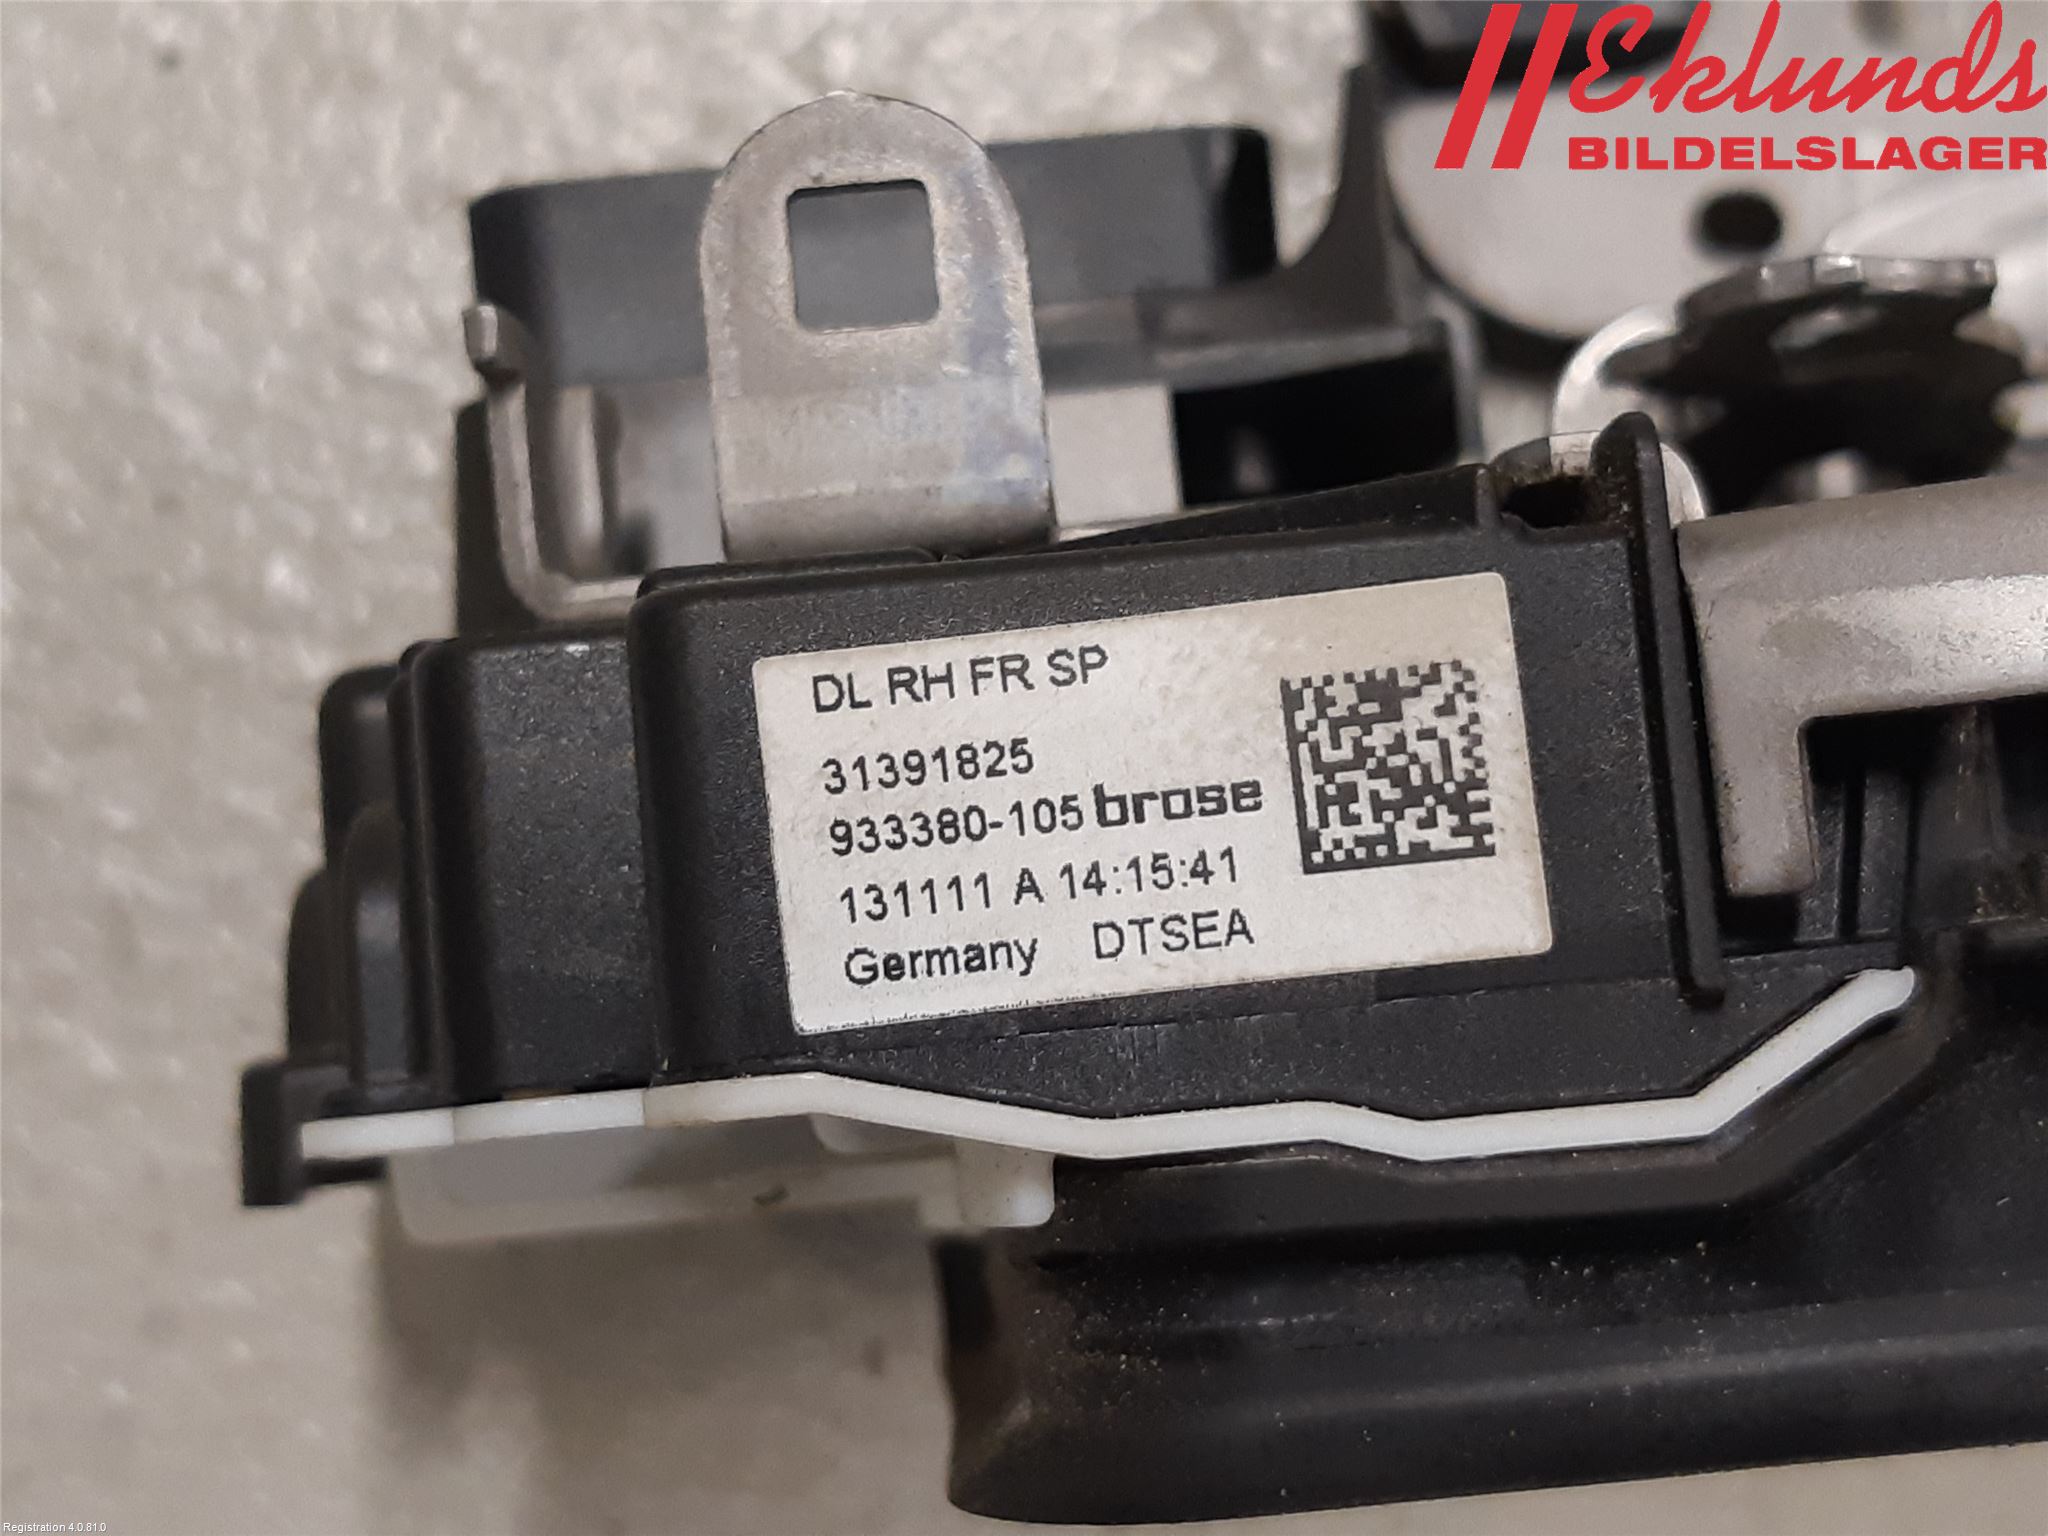 Eklunds
BILDELSLAGER
DL RH FR SP
31391825
933380-105 brose
131111 A 14:15:41
Germany DTSEA
Registration 4.0.81.0